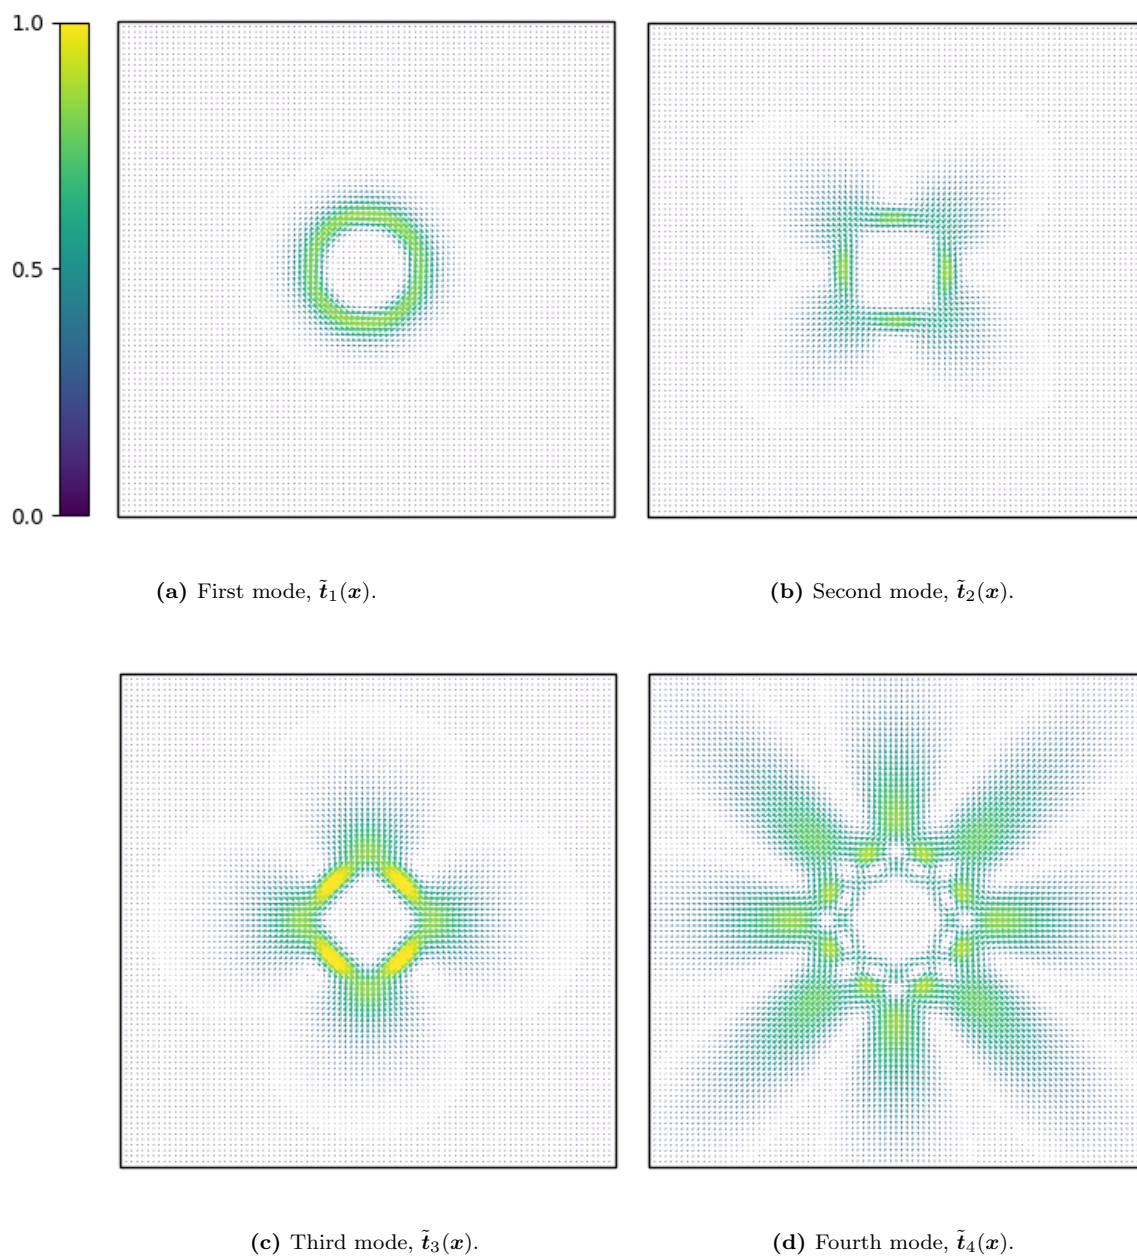 1.0
0.5
0.0
(a) First mode, t̃₁(x).
(b) Second mode, t̃₂(x).
(c) Third mode, t̃₃(x).
(d) Fourth mode, t̃₄(x).